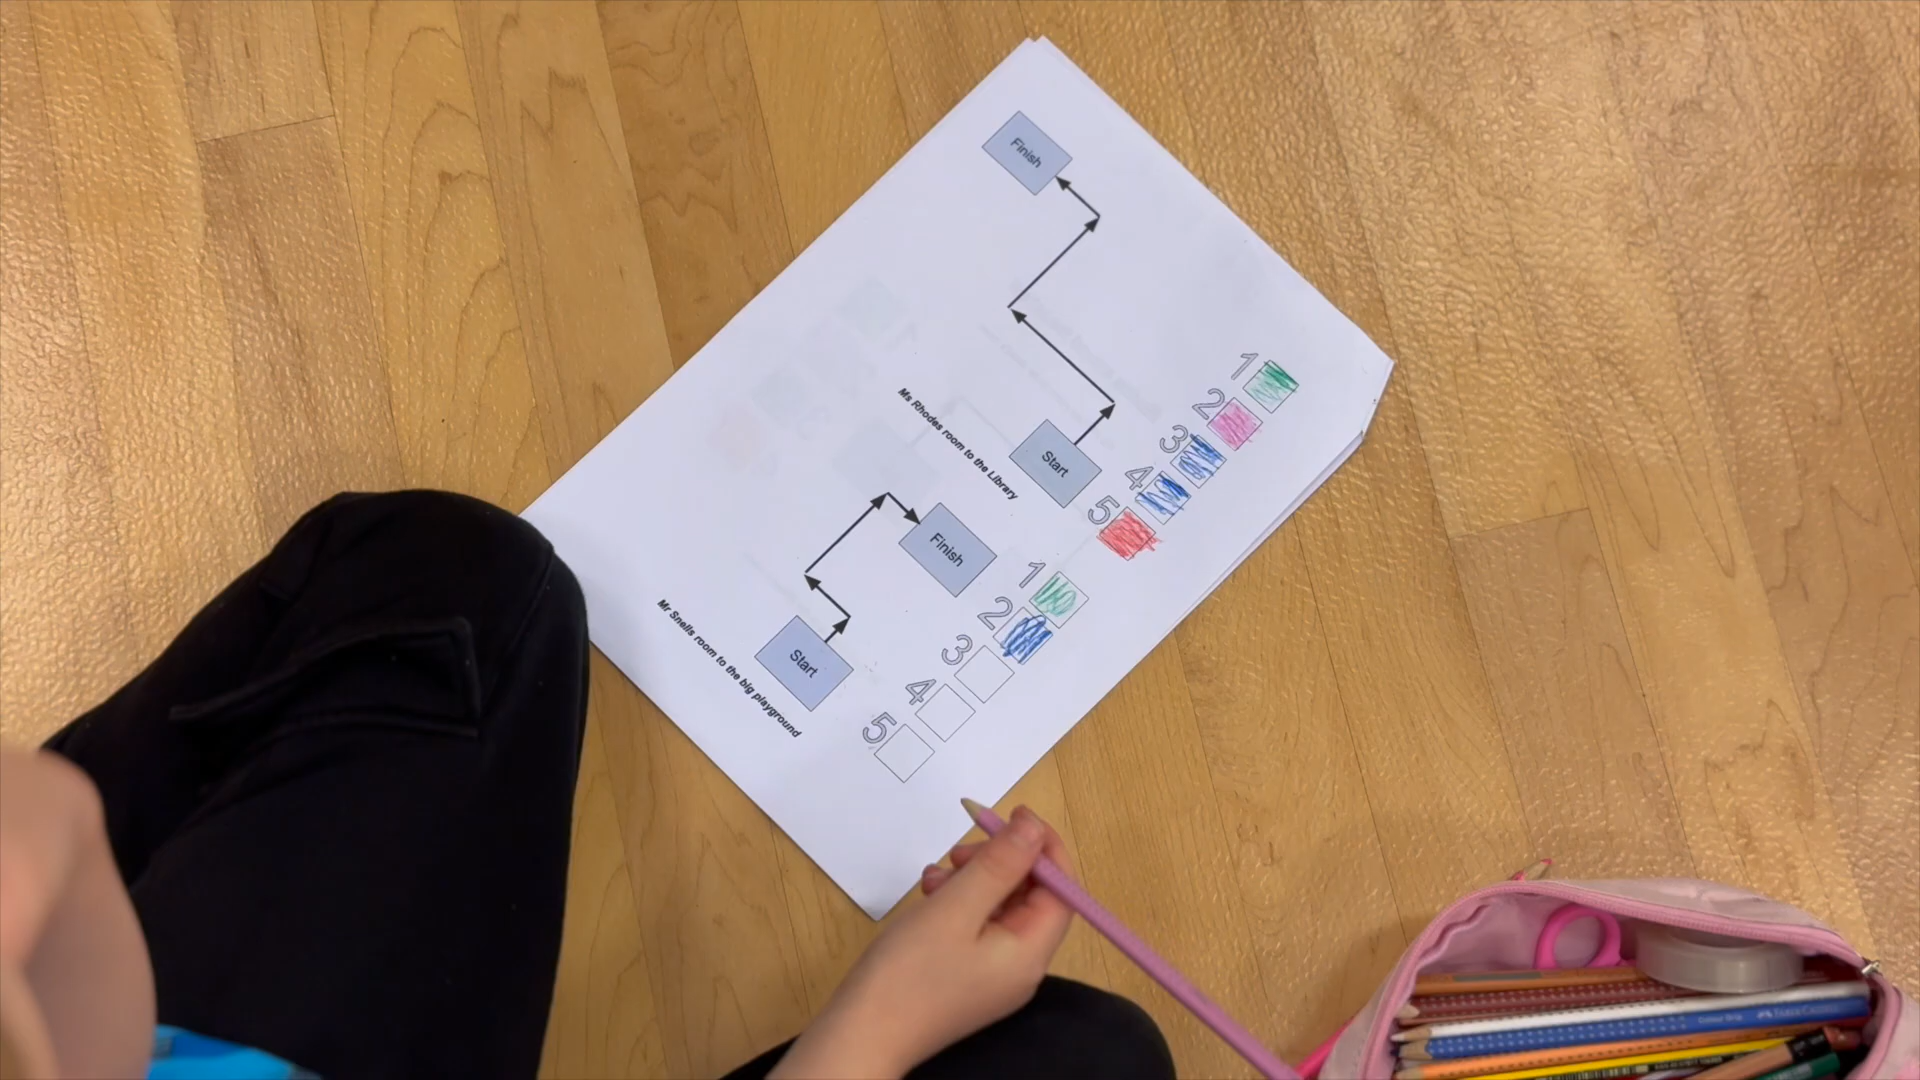 Finish
Start
Ms Rhodes room to the Library
1
2
3
4
5
Finish
Start
Mr Snells room to the big playground
1
2
3
4
5